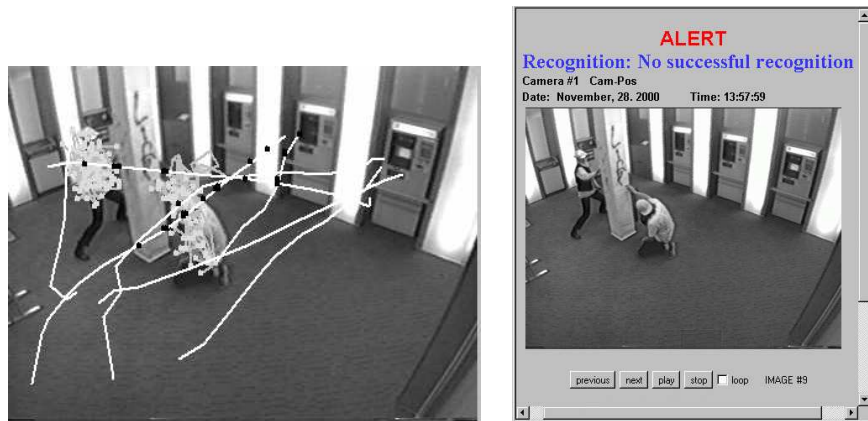 ALERT
Recognition: No successful recognition
Camera #1 Cam-Pos
Date: November, 28. 2000 Time: 13:57:59
previous next play stop loop IMAGE #9